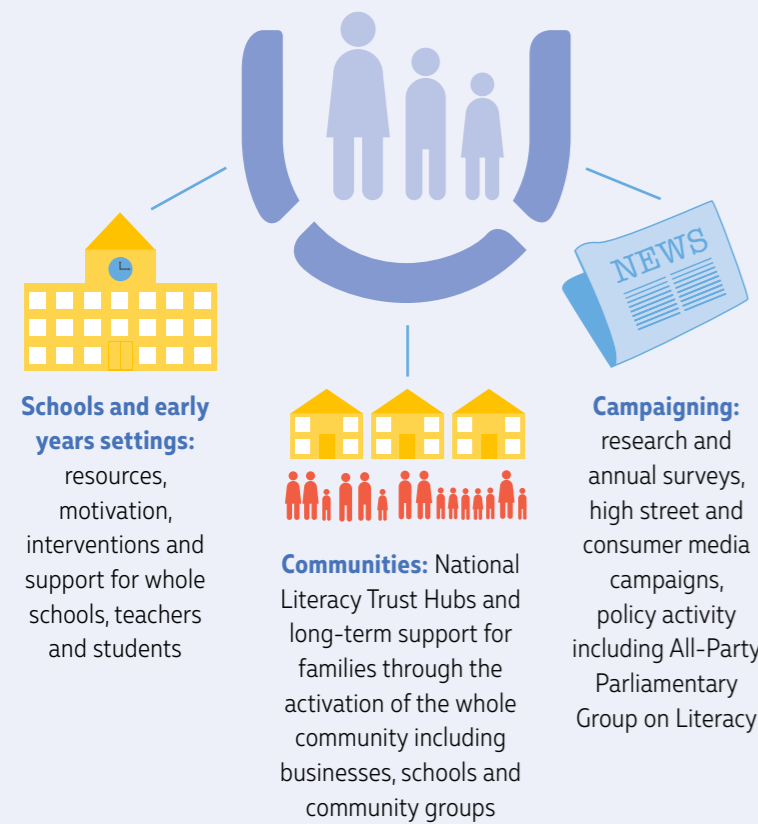 NEWS
Schools and early
years settings:
resources,
motivation,
interventions and
support for whole
schools, teachers
and students
Communities: National
Literacy Trust Hubs and
long-term support for
families through the
activation of the whole
community including
businesses, schools and
community groups
Campaigning:
research and
annual surveys,
high street and
consumer media
campaigns,
policy activity
including All-Party
Parliamentary
Group on Literacy